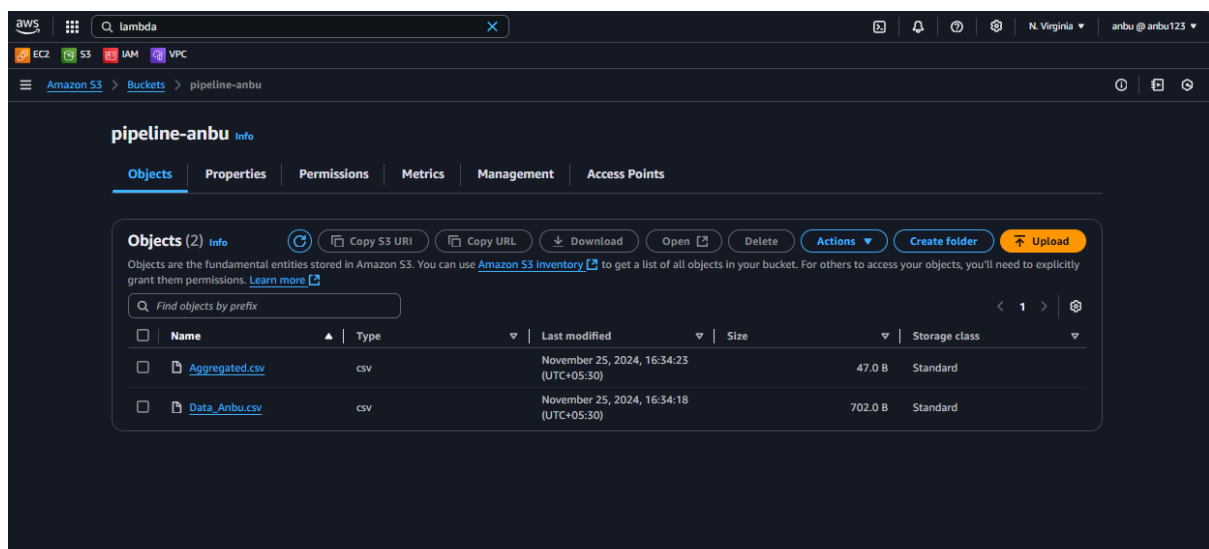 aws lambda N. Virginia anbu @ anbu123
EC2 S3 IAM VPC
Amazon S3 > Buckets > pipeline-anbu
pipeline-anbu Info
Objects Properties Permissions Metrics Management Access Points
Objects (2) Info Copy S3 URI Copy URL Download Open Delete Actions Create folder Upload
Objects are the fundamental entities stored in Amazon S3. You can use Amazon S3 inventory to get a list of all objects in your bucket. For others to access your objects, you'll need to explicitly
grant them permissions. Learn more
Find objects by prefix 1
Name Type Last modified Size Storage class
Aggregated.csv csv November 25, 2024, 16:34:23 (UTC+05:30) 47.0 B Standard
Data_Anbu.csv csv November 25, 2024, 16:34:18 (UTC+05:30) 702.0 B Standard